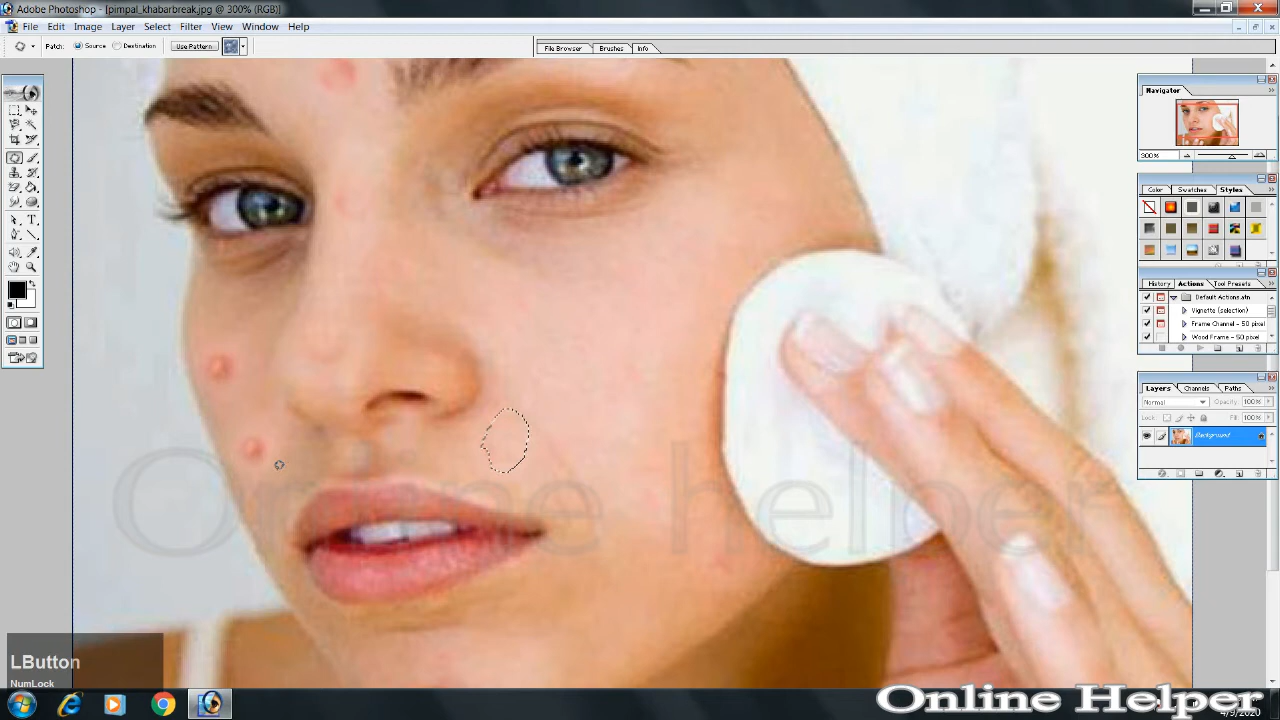 Adobe Photoshop - [pimpal_khabarbreak.jpg @ 300% (RGB)]
File Edit Image Layer Select Filter View Window Help
Patch: Source Destination Use Pattern
File Browser Brushes Info
Navigator
300%
Color Swatches Styles
History Actions Tool Presets
Default Actions.atn
Vignette (selection)
Frame Channel - 50 pixel
Wood Frame - 50 pixel
Layers Channels Paths
Normal Opacity: 100%
Lock: Fill: 100%
Background
Online helper
LButton
NumLock
Online Helper
4/9/2020